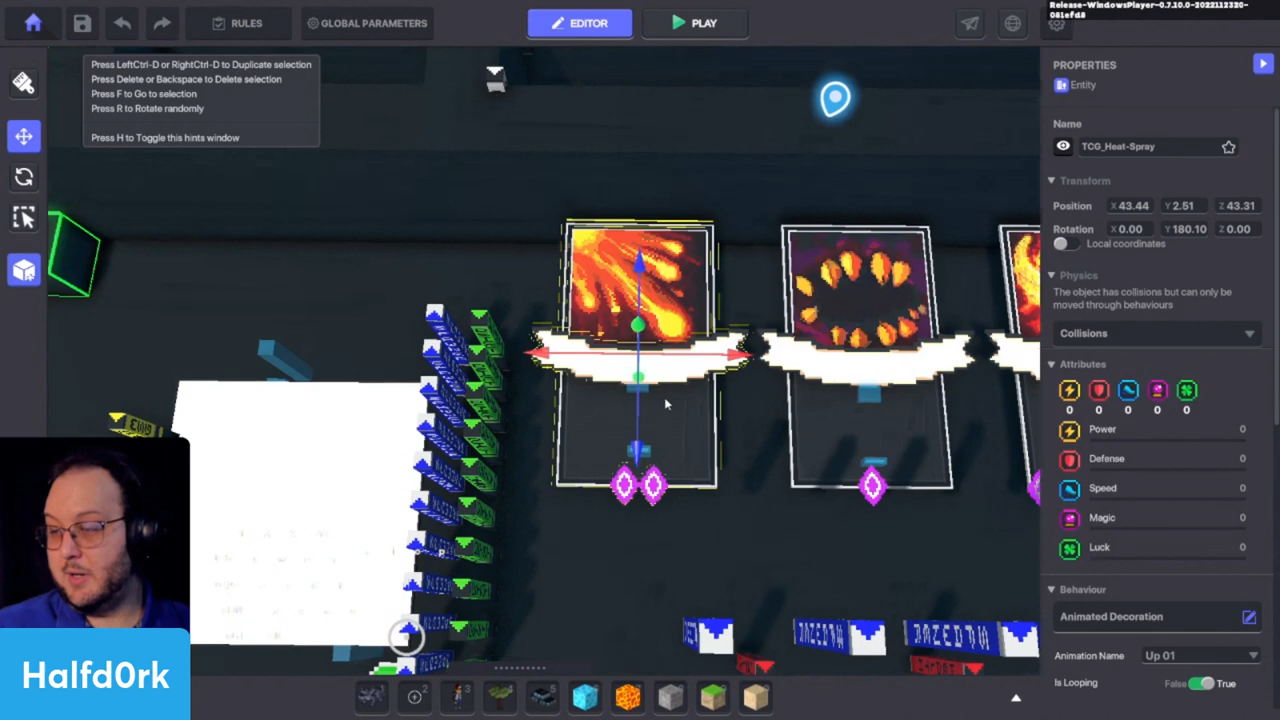 Release-WindowsPlayer-0.7.10.0-2022112320-081efd8
RULES
GLOBAL PARAMETERS
EDITOR
PLAY
Press LeftCtrl-D or RightCtrl-D to Duplicate selection
Press Delete or Backspace to Delete selection
Press F to Go to selection
Press R to Rotate randomly
Press H to Toggle this hints window
PROPERTIES
Entity
Name
TCG_Heat-Spray
Transform
Position X 43.44 Y 2.51 Z 43.31
Rotation X 0.00 Y 180.10 Z 0.00
Local coordinates
Physics
The object has collisions but can only be
moved through behaviours
Collisions
Attributes
0 0 0 0 0
Power 0
Defense 0
Speed 0
Magic 0
Luck 0
Behaviour
Animated Decoration
Animation Name Up 01
Is Looping False True
Halfd0rk
2 3 5